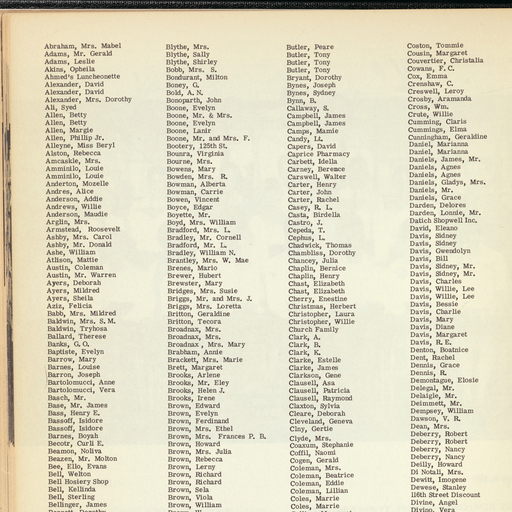 Abraham, Mrs. Mabel
Adams, Mr. Gerald
Adams, Leslie
Akins, Ophelia
Ahmed's Luncheonette
Alexander, David
Alexander, David
Alexander, Mrs. Dorothy
Ali, Syed
Allen, Betty
Allen, Betty
Allen, Margie
Allen, Phillip Jr.
Alleyne, Miss Beryl
Alston, Rebecca
Amcaskle, Mrs.
Amminilo, Louie
Amminilo, Louie
Anderton, Mozelle
Andres, Alice
Anderson, Addie
Andrews, Willie
Anderson, Maudie
Arglin, Mrs.
Armstead, Roosevelt
Ashby, Mrs. Carol
Ashby, Mr. Donald
Ashe, William
Atlison, Mattie
Austin, Coleman
Austin, Mr. Warren
Ayers, Deborah
Ayers, Mildred
Ayers, Sheila
Aziz, Felicia
Babb, Mrs. Mildred
Baldwin, Mrs. S. M.
Baldwin, Tryhosa
Ballard, Therese
Banks, G. O.
Baptiste, Evelyn
Barrow, Mary
Barnes, Louise
Barron, Joseph
Bartolomucci, Anne
Bartolomucci, Vera
Basch, Mr.
Base, Mr. James
Bass, Henry E.
Bassoff, Isidore
Bassoff, Isidore
Barnes, Boyah
Becotr, Curli E.
Beamon, Noliva
Beazen, Mr. Molton
Bee, Ello, Evans
Bell, Welton
Bell Hosiery Shop
Bell, Kellinda
Bell, Sterling
Bellinger, James
Blythe, Mrs.
Blythe, Sally
Blythe, Shirley
Bobb, Mrs. S.
Bondurant, Milton
Boney, G.
Bold, A. N.
Bonoparth, John
Boone, Evelyn
Boone, Mr. & Mrs.
Boone, Evelyn
Boone, Lanir
Boone, Mr. and Mrs. F.
Bootery, 125th St.
Bounra, Virginia
Bourne, Mrs.
Bowens, Mary
Bowden, Mrs. R.
Bowman, Alberta
Bowman, Carrie
Bowen, Vincent
Boyce, Edgar
Boyette, Mr.
Boyd, Mrs. William
Bradford, Mrs. L.
Bradley, Mr. Cornell
Bradford, Mr. L.
Bradley, William N.
Brantley, Mrs. W. Mae
Brenes, Mario
Brewer, Hubert
Brewster, Mary
Bridges, Mrs. Susie
Briggs, Mr. and Mrs. J.
Briggs, Mrs. Loretta
Britton, Geraldine
Britton, Tecora
Broadnax, Mrs.
Broadnax, Mrs.
Broadnax , Mrs. Mary
Brabham, Annie
Brackett, Mrs. Marie
Brett, Margaret
Brooks, Arlene
Brooks, Mr. Eley
Brooks, Helen J.
Brooks, Irene
Brown, Edward
Brown, Evelyn
Brown, Ferdinand
Brown, Mrs. Ethel
Brown, Mrs. Frances P. B.
Brown, Howard
Brown, Mrs. Julia
Brown, Rebecca
Brown, Lerny
Brown, Richard
Brown, Richard
Brown, Sela
Brown, Viola
Brown, William
Butler, Peare
Butler, Tony
Butler, Tony
Butler, Tony
Bryant, Dorothy
Bynes, Joseph
Bynes, Sydney
Bynn, B.
Callaway, S.
Campbell, James
Campbell, James
Camps, Mamie
Candy, Lt.
Capers, David
Caprice Pharmacy
Carbett, Idella
Carney, Berence
Carswell, Walter
Carter, Henry
Carter, John
Carter, Rachel
Casey, R. L.
Casta, Birdella
Castro, J.
Cepeda, T.
Cephus, L.
Chadwick, Thomas
Chambliss, Dorothy
Chancey, Julia
Chaplin, Bernice
Chaplin, Henry
Chast, Elizabeth
Chast, Elizabeth
Cherry, Enestine
Christmas, Herbert
Christopher, Laura
Christopher, Willie
Church Family
Clark, A.
Clark, B.
Clark, K.
Clarke, Estelle
Clarke, James
Clarkson, Gene
Clausell, Asa
Clausell, Patricia
Clausell, Raymond
Claxton, Sylvia
Cleare, Deborah
Cleveland, Geneva
Clny, Gertie
Clyde, Mrs.
Coaxum, Stephanie
Coffil, Naomi
Cogen, Gerald
Coleman, Mrs.
Coleman, Beatrice
Coleman, Eddie
Coleman, Lillian
Coles, Marrie
Coles, Marrie
Coston, Tommie
Cousin, Margaret
Couvertier, Christalia
Cowans, F. C.
Cox, Emma
Crenshaw, C.
Creswell, Leroy
Crosby, Aramanda
Cross, Wm.
Crute, Willie
Cumming, Claris
Cummings, Elma
Cunningham, Geraldine
Daniel, Marianna
Daniel, Marianna
Daniels, James, Mr.
Daniels, Agnes
Daniels, Agnes
Daniels, Gladys, Mrs.
Daniels, Mr.
Daniels, Grace
Darden, Delores
Darden, Lonnie, Mr.
Datich Shopwell Inc.
David, Eleano
Davis, Sidney
Davis, Sidney
Davis, Gwendolyn
Davis, Bill
Davis, Sidney, Mr.
Davis, Sidney, Mr.
Davis, Charles
Davis, Willie, Lee
Davis, Willie, Lee
Davis, Bessie
Davis, Charlie
Davis, Mary
Davis, Diane
Davis, Margaret
Davis, R. E.
Denton, Boatnice
Dent, Rachel
Dennis, Grace
Dennis, R.
Demontague, Elosie
Delegal, Mr.
Delaigle, Mr.
Deimmett, Mr.
Dempsey, William
Dawson, V. R.
Dean, Mrs.
Deberry, Robert
Deberry, Robert
Deberry, Nancy
Deberry, Nancy
Deilly, Howard
Di Notali, Mrs.
Dewitt, Imogene
Dewese, Stanley
116th Street Discount
Divine, Angel
Divino, Vera